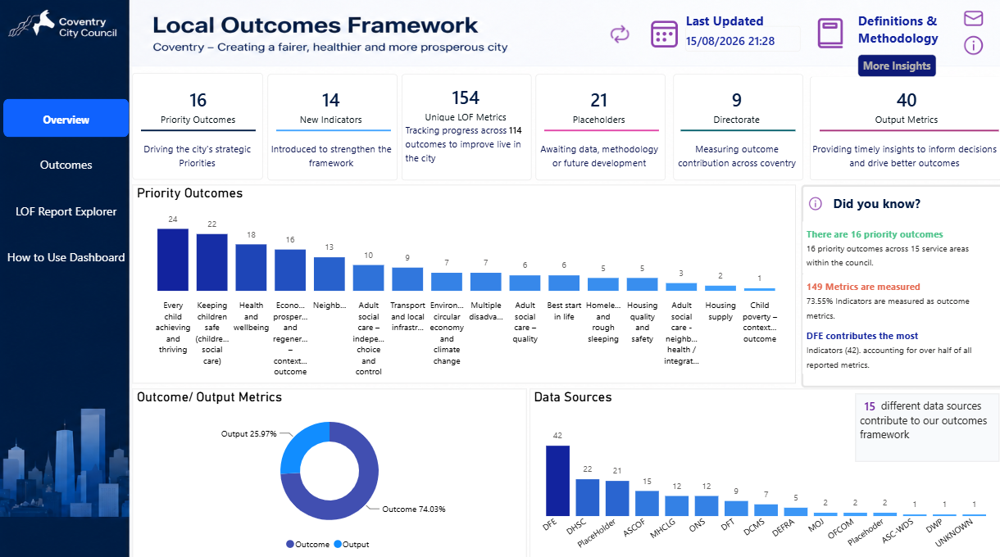 Coventry
City Council
Local Outcomes Framework
Coventry – Creating a fairer, healthier and more prosperous city
Last Updated
15/08/2026 21:28
Definitions &
Methodology
More Insights
Overview
Outcomes
LOF Report Explorer
How to Use Dashboard
16
Priority Outcomes
Driving the city's strategic
Priorities
14
New Indicators
Introduced to strengthen the
framework
154
Unique LOF Metrics
Tracking progress across 114
outcomes to improve live in
the city
21
Placeholders
Awaiting data, methodology
or future development
9
Directorate
Measuring outcome
contribution across coventry
40
Output Metrics
Providing timely insights to inform decisions
and drive better outcomes
Priority Outcomes
24
22
18
16
13
10
9
7
7
6
6
5
5
3
2
1
Every
child
achieving
and
thriving
Keeping
children
safe
(childre...
social
care)
Health
and
wellbeing
Econo...
prosper...
and
regener...
–
context...
outcome
Neighb...
Adult
social
care –
indepe...
choice
and
control
Transport
and local
infrastr...
Environ...
circular
economy
and
climate
change
Multiple
disadva...
Adult
social
care –
quality
Best start
in life
Homele...
and
rough
sleeping
Housing
quality
and
safety
Adult
social
care -
neighb...
health /
integrat...
Housing
supply
Child
poverty –
context...
outcome
Did you know?
There are 16 priority outcomes
16 priority outcomes across 15 service areas
within the council.
149 Metrics are measured
73.55% Indicators are measured as outcome
metrics.
DFE contributes the most
Indicators (42). accounting for over half of all
reported metrics.
Outcome/ Output Metrics
Output 25.97%
Outcome 74.03%
Outcome
Output
Data Sources
15 different data sources
contribute to our outcomes
framework
42
22
21
15
12
12
9
7
5
2
2
2
1
1
1
DFE
DHSC
PlaceHolder
ASCOF
MHCLG
ONS
DFT
DCMS
DEFRA
MOJ
OFCOM
Placehoder
ASC-WDS
DWP
UNKNOWN